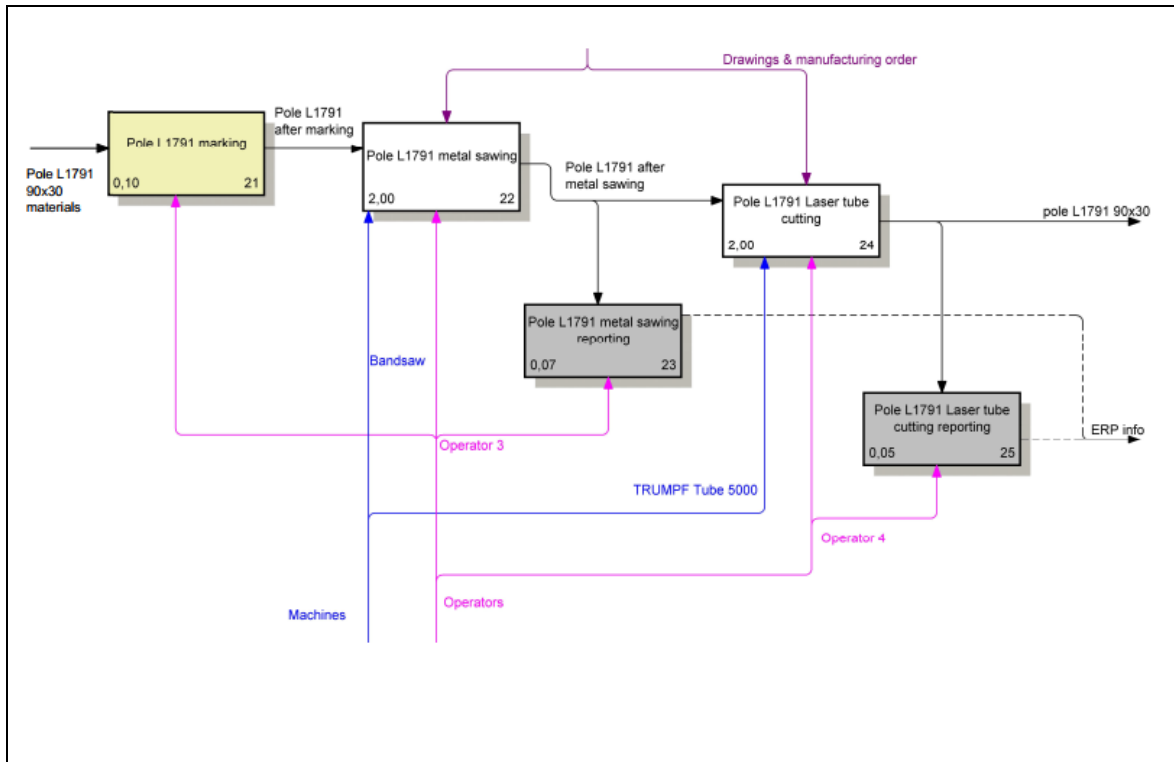 Drawings & manufacturing order
Pole L1791 marking
0,10
21
Pole L1791
after marking
Pole L1791
90x30
materials
Pole L1791 metal sawing
2,00
22
Pole L1791 after
metal sawing
Pole L1791 Laser tube
cutting
2,00
24
pole L1791 90x30
Pole L1791 metal sawing
reporting
0,07
23
Bandsaw
Pole L1791 Laser tube
cutting reporting
0,05
25
ERP info
Operator 3
TRUMPF Tube 5000
Operator 4
Operators
Machines